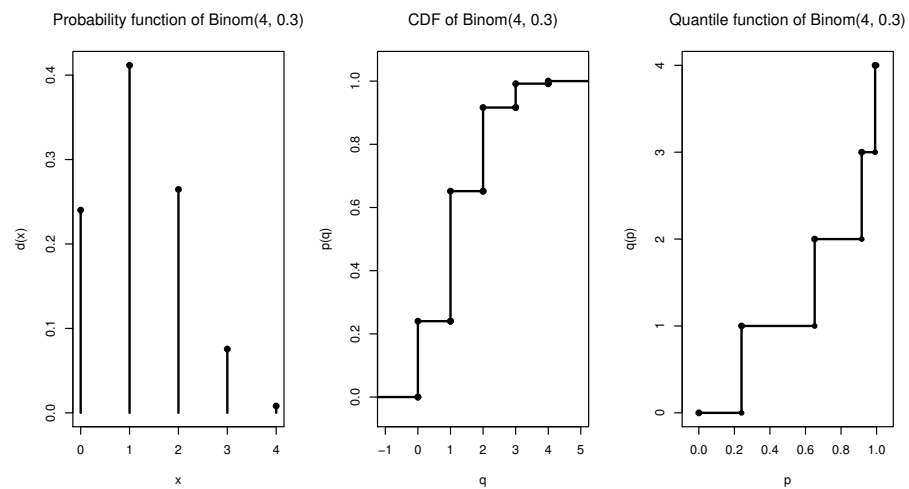 Probability function of Binom(4, 0.3)
d(x)
0.4
0.3
0.2
0.1
0.0
0 1 2 3 4
x
CDF of Binom(4, 0.3)
p(q)
1.0
0.8
0.6
0.4
0.2
0.0
−1 0 1 2 3 4 5
q
Quantile function of Binom(4, 0.3)
q(p)
4
3
2
1
0
0.0 0.2 0.4 0.6 0.8 1.0
p